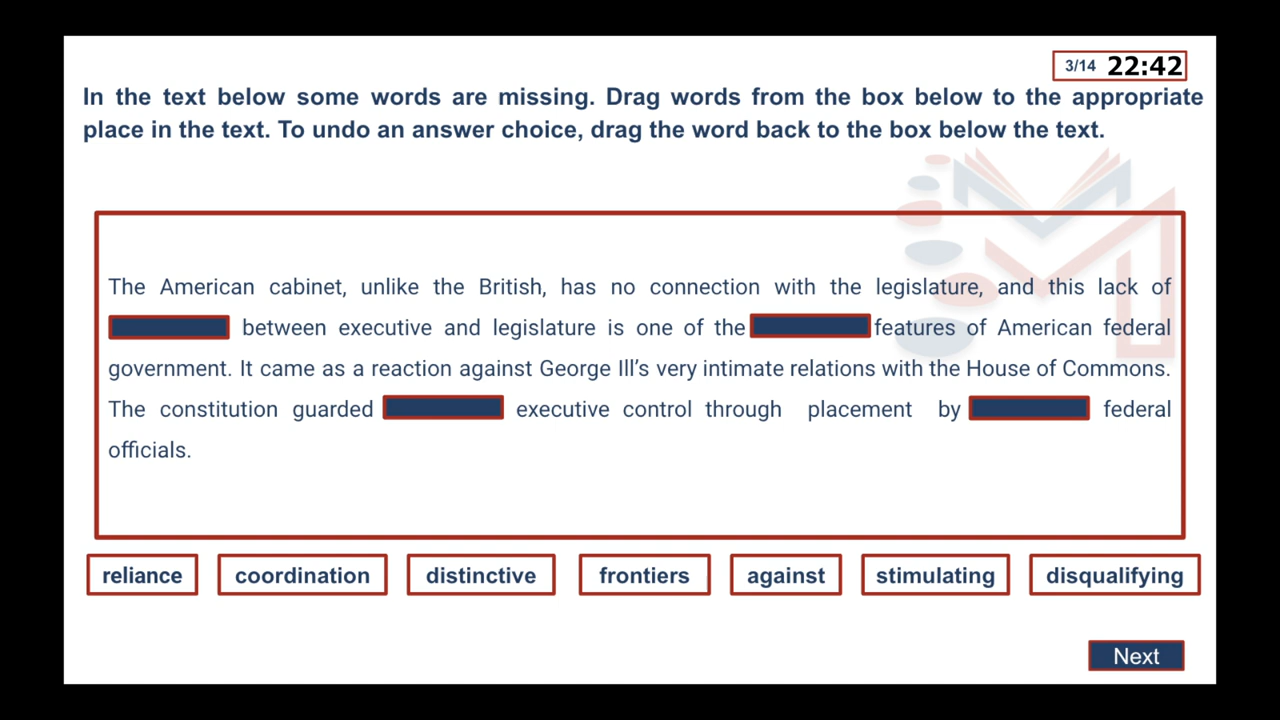 3/14 22:42
In the text below some words are missing. Drag words from the box below to the appropriate
place in the text. To undo an answer choice, drag the word back to the box below the text.
The American cabinet, unlike the British, has no connection with the legislature, and this lack of
between executive and legislature is one of the features of American federal
government. It came as a reaction against George Ill's very intimate relations with the House of Commons.
The constitution guarded executive control through placement by federal
officials.
reliance coordination distinctive frontiers against stimulating disqualifying
Next